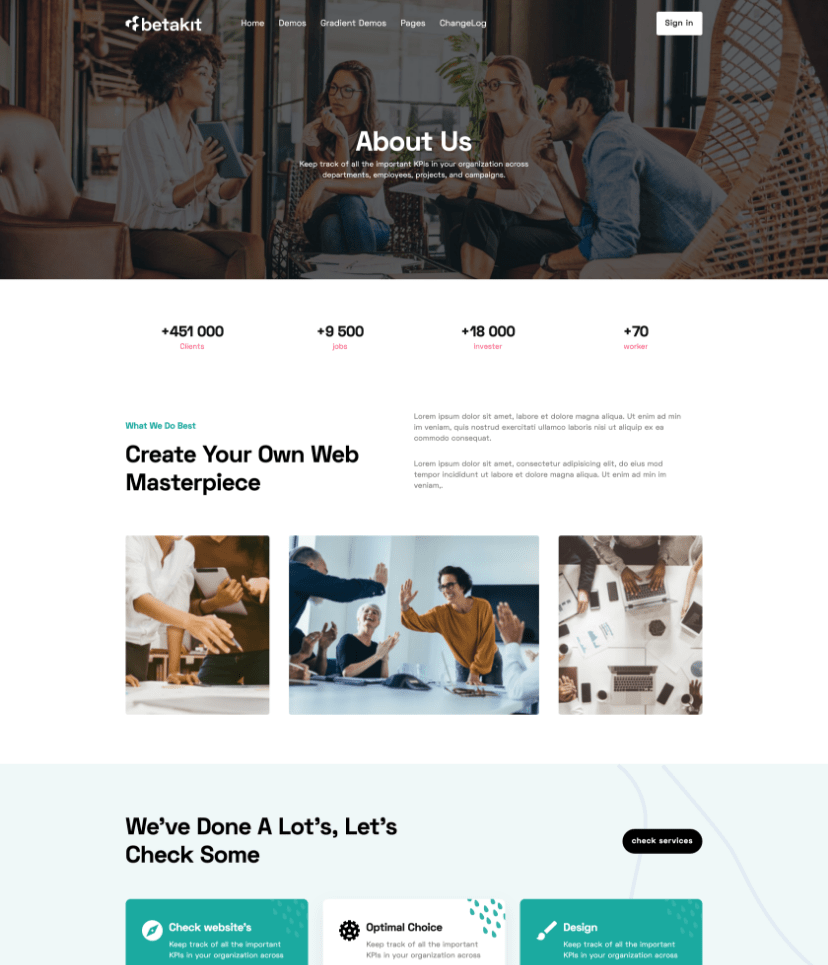 betakit
Home Demos Gradient Demos Pages ChangeLog
Sign in
About Us
Keep track of all the important KPIs in your organization across
departments, employees, projects, and campaigns.
+451 000
Clients
+9 500
jobs
+18 000
Invester
+70
worker
What We Do Best
Create Your Own Web
Masterpiece
Lorem ipsum dolor sit amet, labore et dolore magna aliqua. Ut enim ad min
im veniam, quis nostrud exercitati ullamco laboris nisi ut aliquip ex ea
commodo consequat.
Lorem ipsum dolor sit amet, consectetur adipisicing elit, do eius mod
tempor incididunt ut labore et dolore magna aliqua. Ut enim ad min im
veniam,.
We've Done A Lot's, Let's
Check Some
check services
Check website's
Keep track of all the important
KPIs in your organization across
Optimal Choice
Keep track of all the important
KPIs in your organization across
Design
Keep track of all the important
KPIs in your organization across